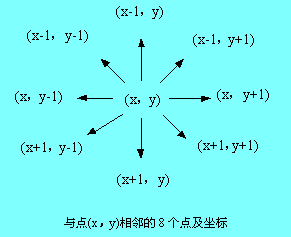 (x-1，y)
(x-1，y-1)
(x-1，y+1)
(x，y-1)
(x，y)
(x，y+1)
(x+1，y-1)
(x+1，y+1)
(x+1，y)
与点(x，y)相邻的8个点及坐标